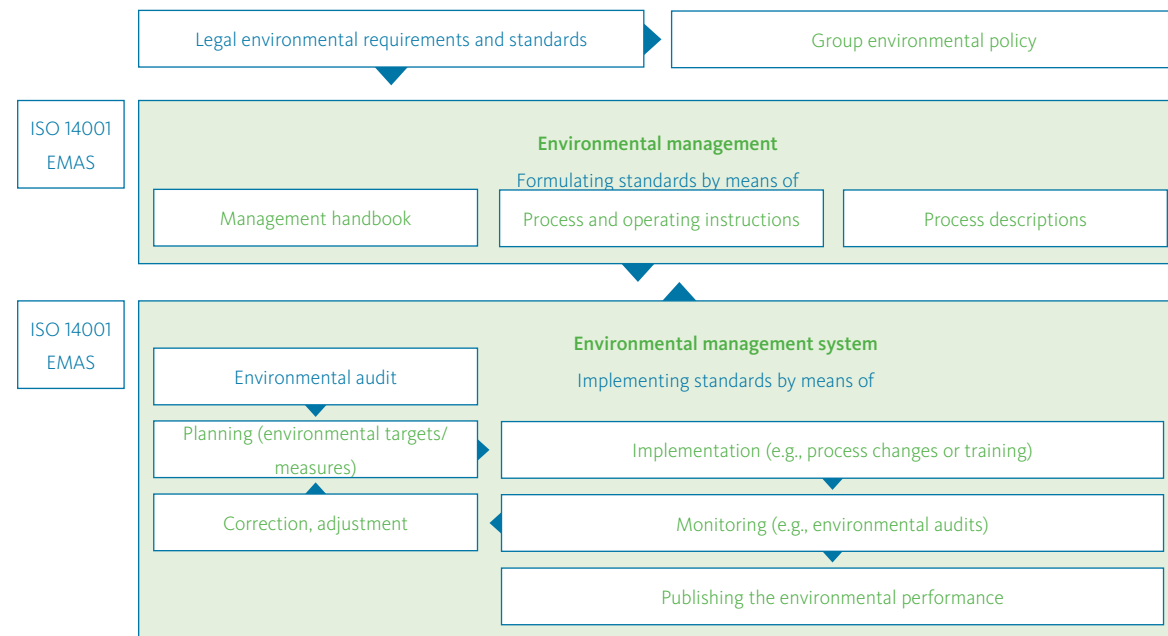 Legal environmental requirements and standards
Group environmental policy
ISO 14001
EMAS
Environmental management
Formulating standards by means of
Management handbook
Process and operating instructions
Process descriptions
ISO 14001
EMAS
Environmental management system
Implementing standards by means of
Environmental audit
Planning (environmental targets/
measures)
Implementation (e.g., process changes or training)
Correction, adjustment
Monitoring (e.g., environmental audits)
Publishing the environmental performance